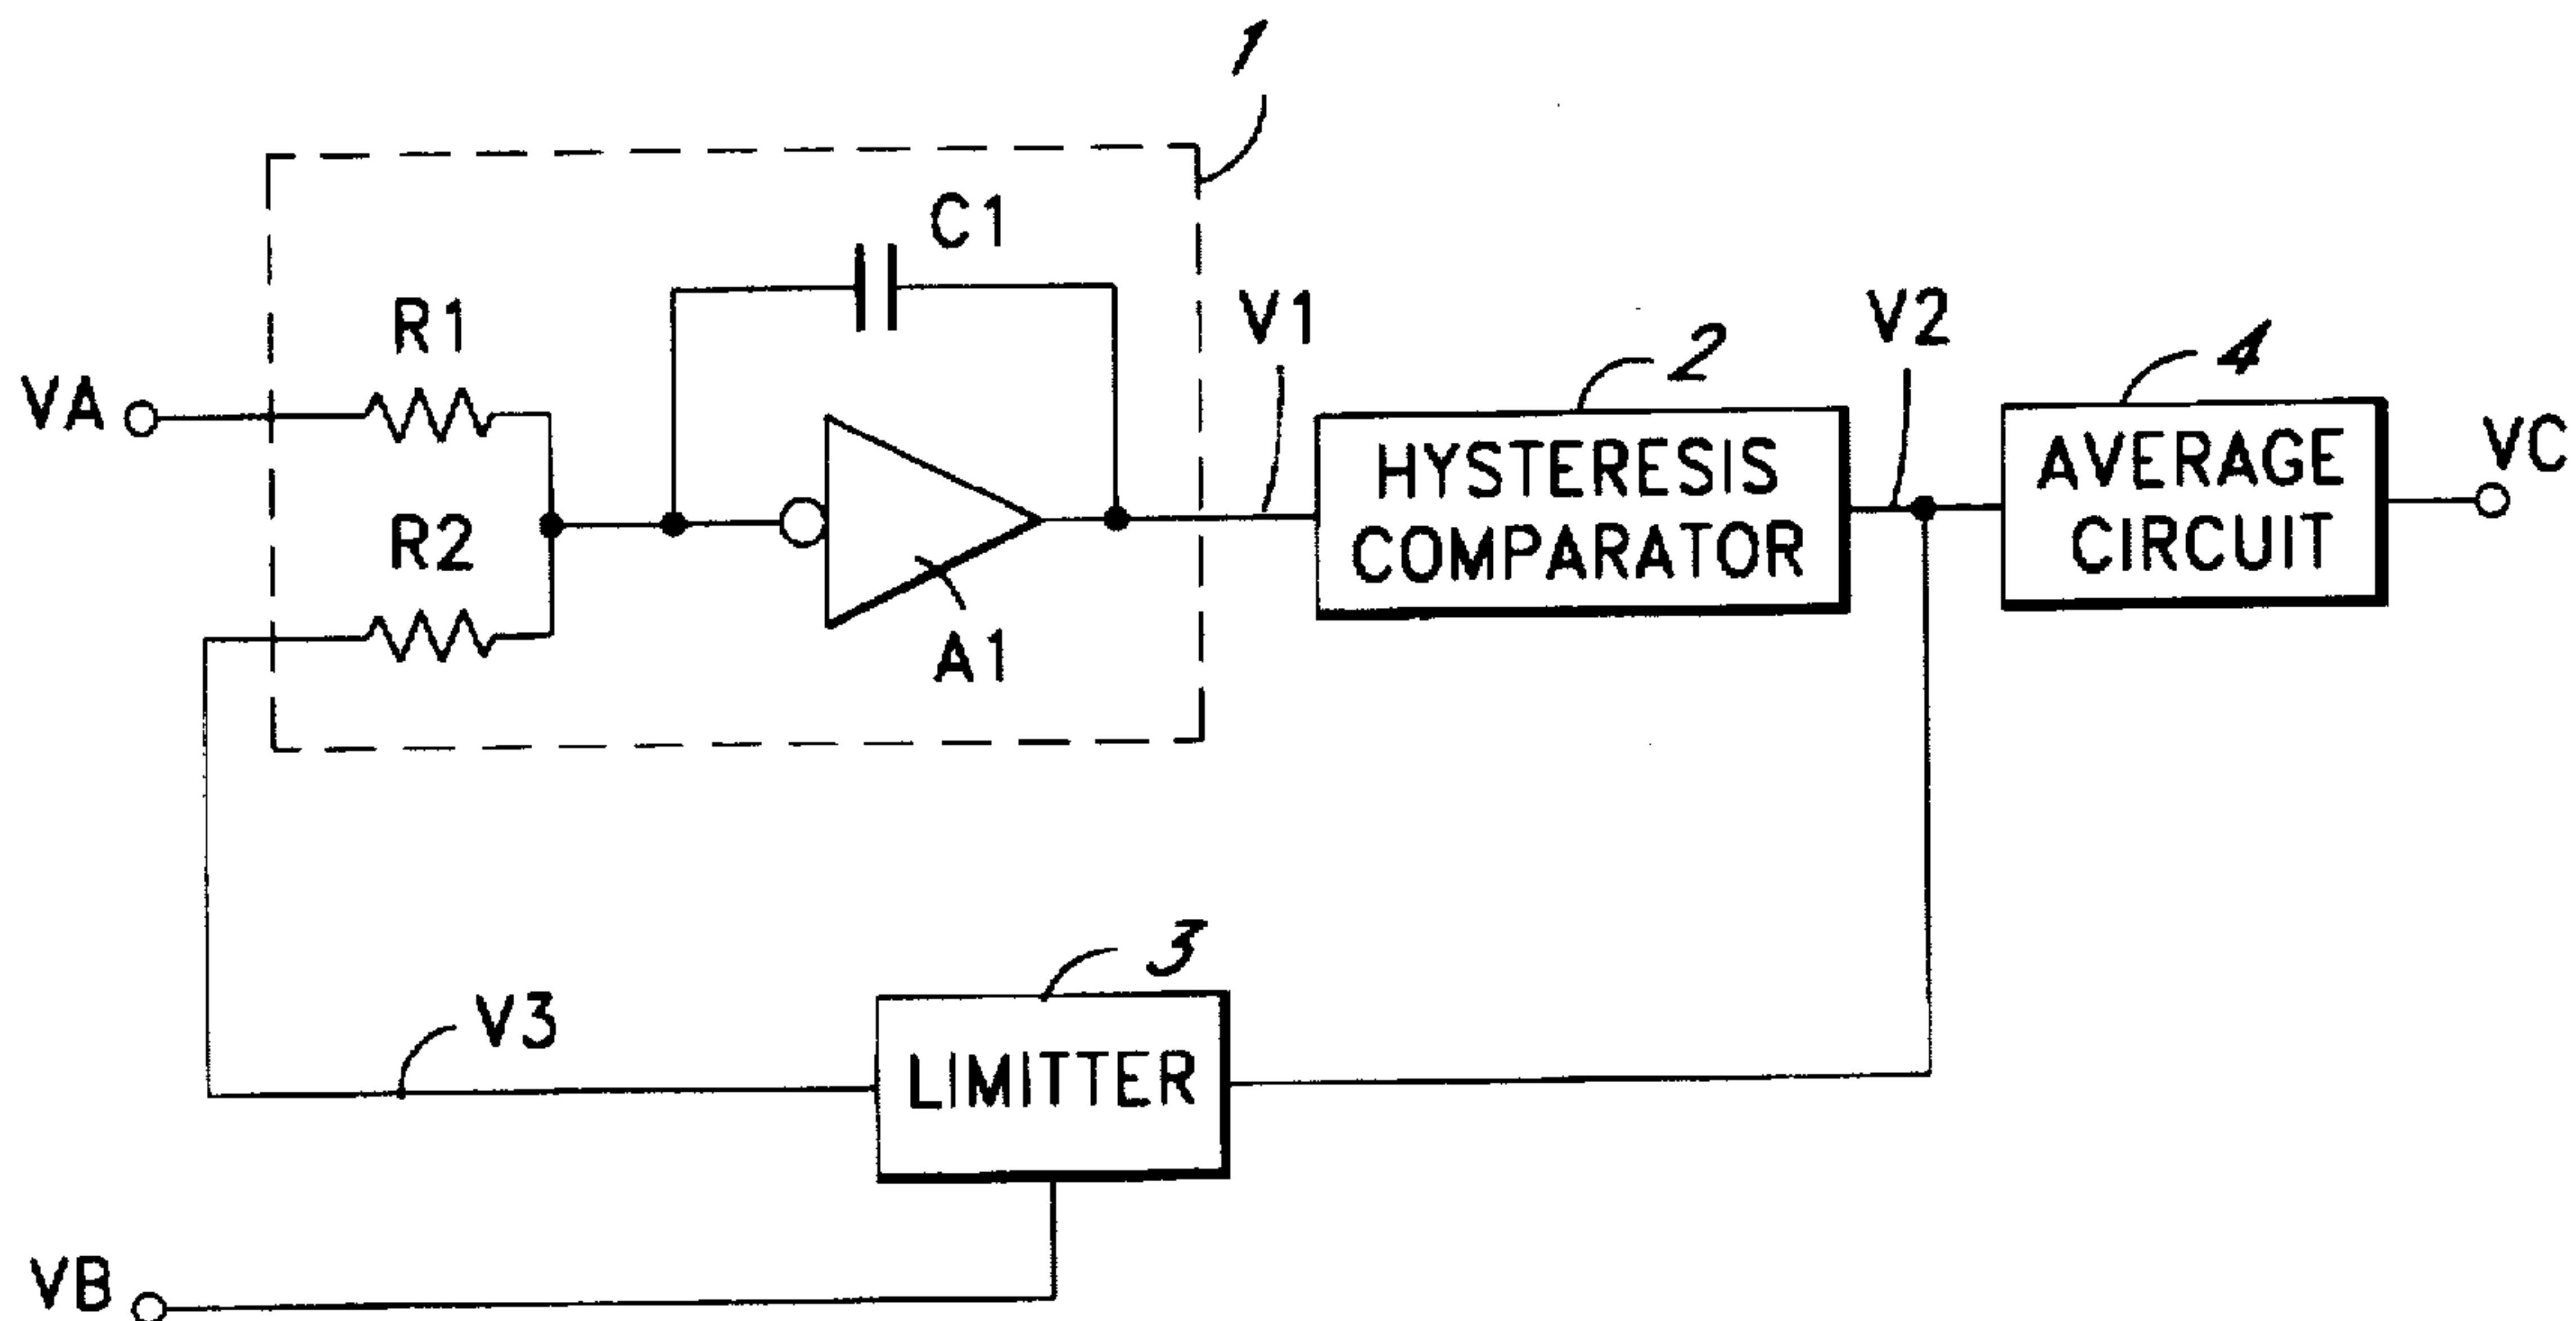 1
C1
R1
VA
R2
A1
V1
2
HYSTERESIS
COMPARATOR
V2
4
AVERAGE
CIRCUIT
VC
3
V3
LIMITTER
VB